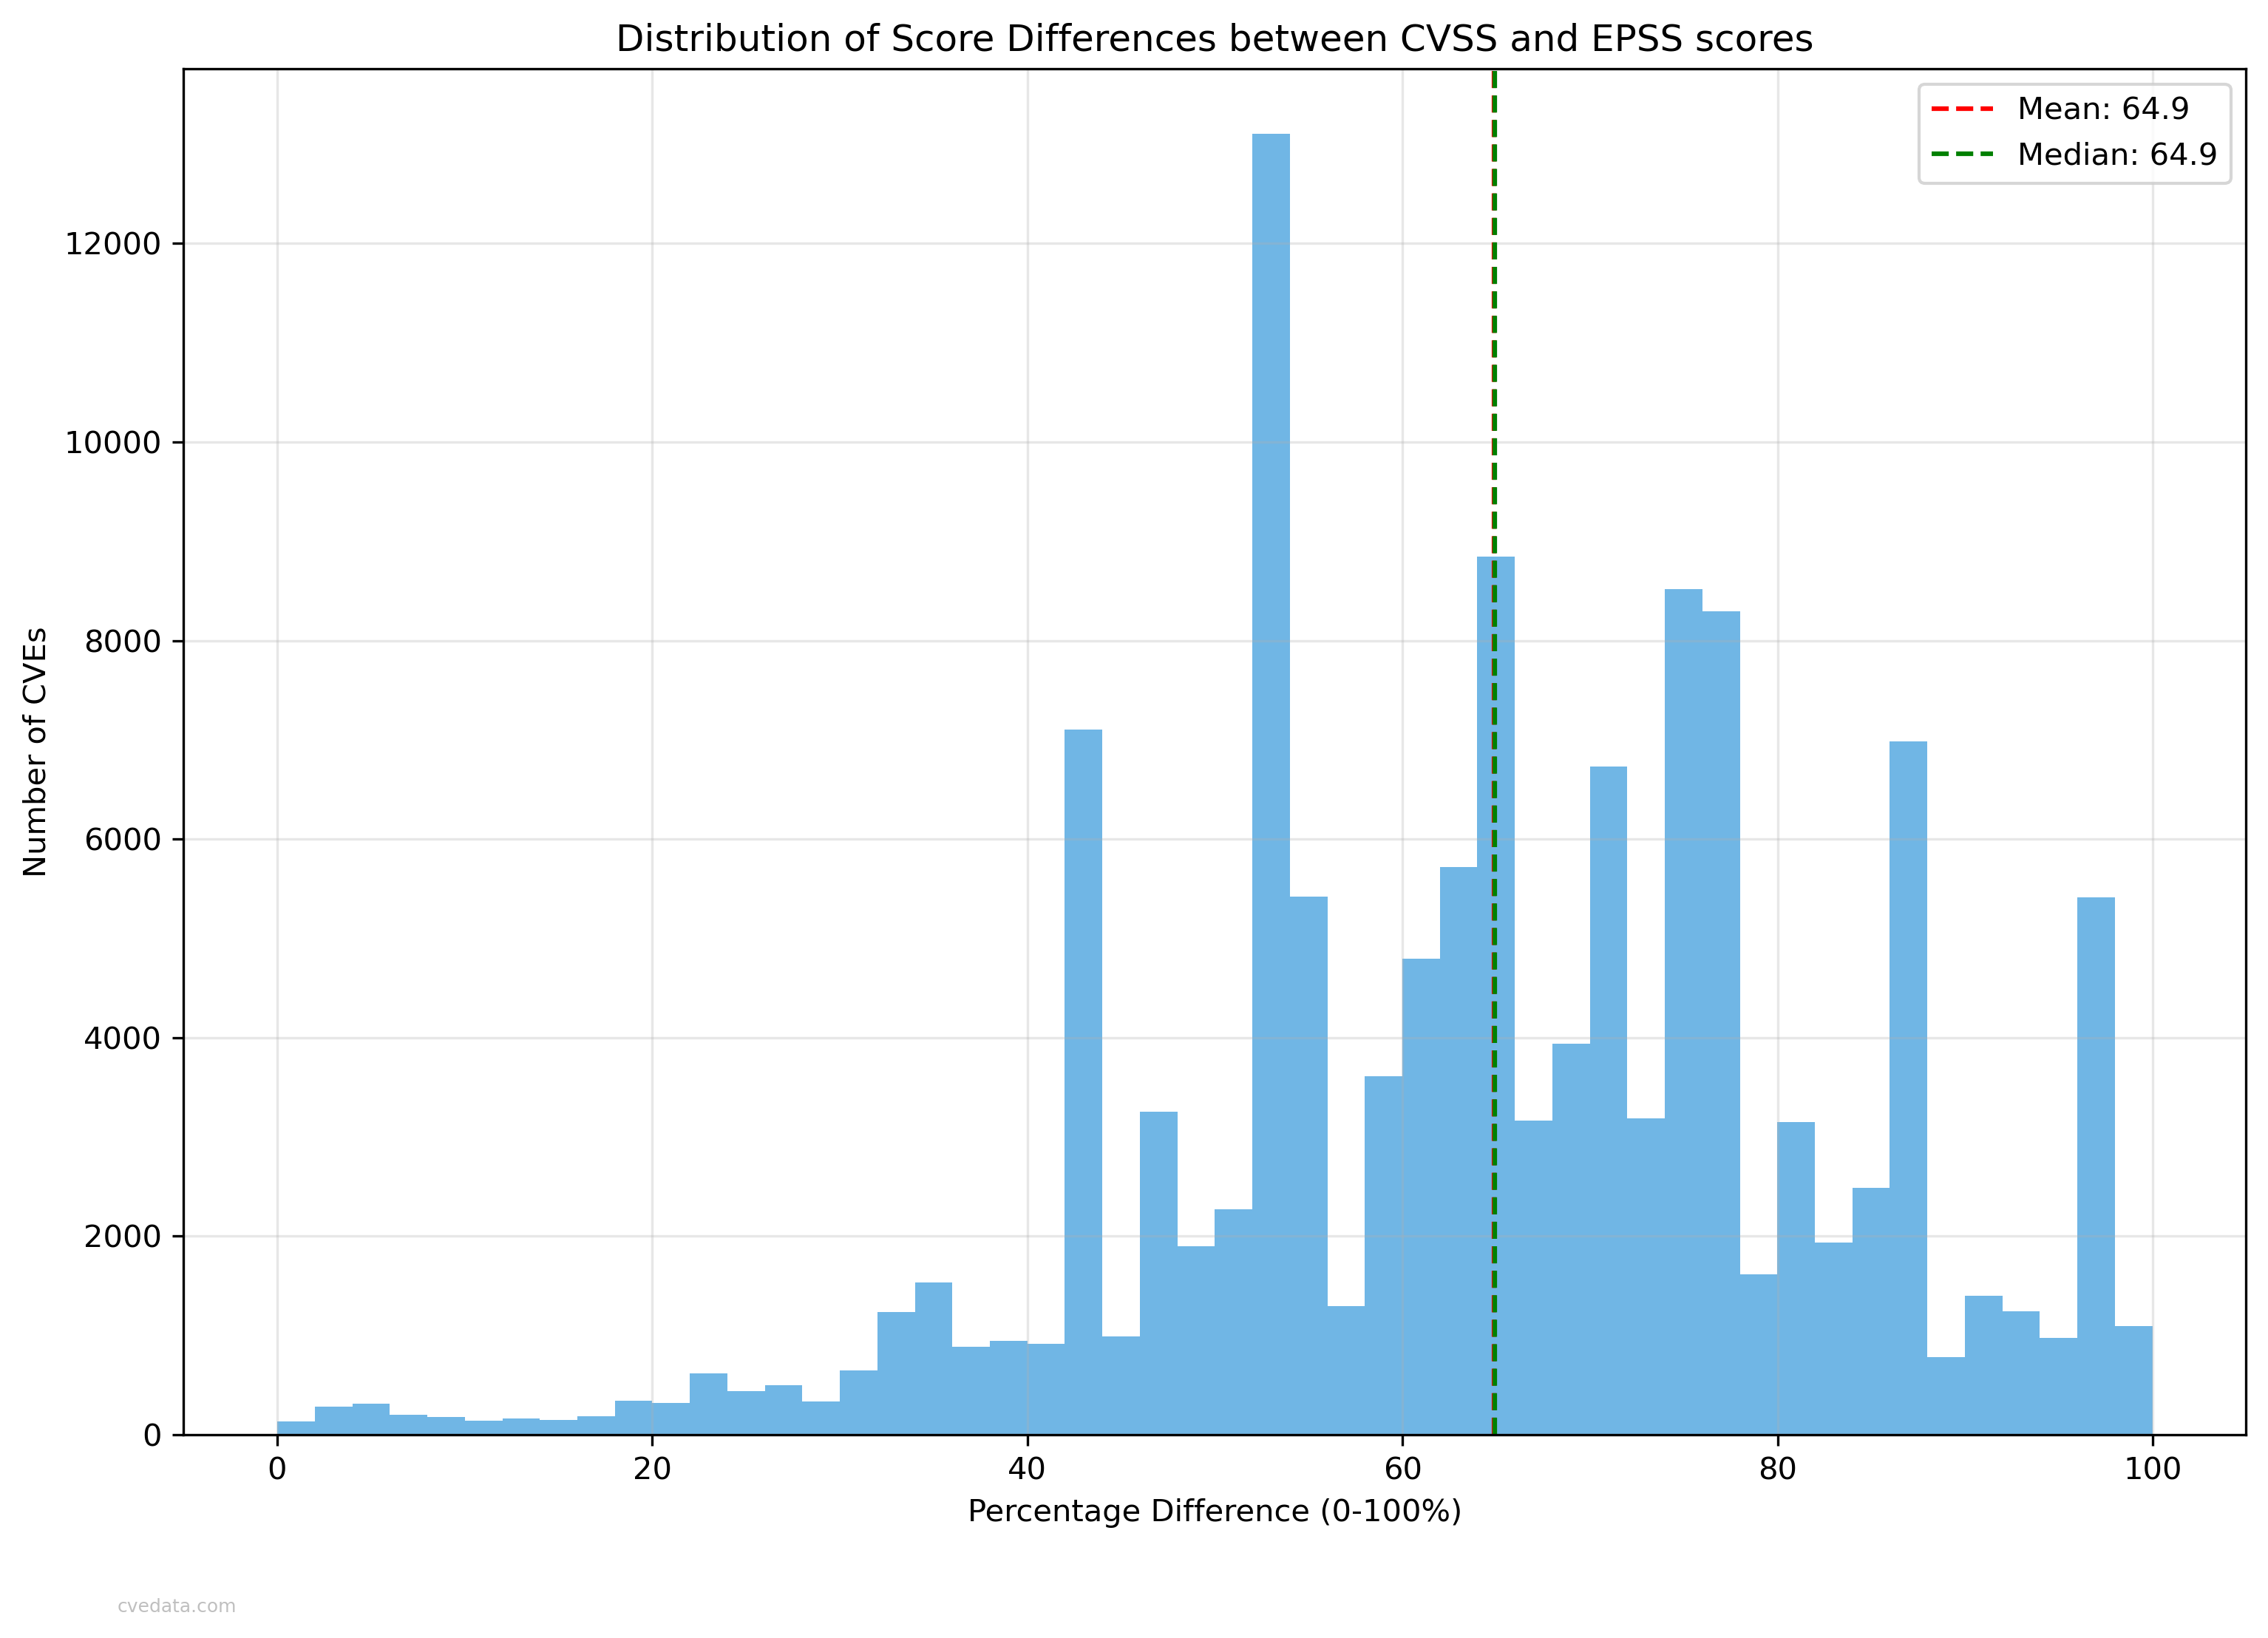 Distribution of Score Differences between CVSS and EPSS scores
Mean: 64.9
Median: 64.9
Number of CVEs
12000
10000
8000
6000
4000
2000
0
0 20 40 60 80 100
Percentage Difference (0-100%)
cvedata.com